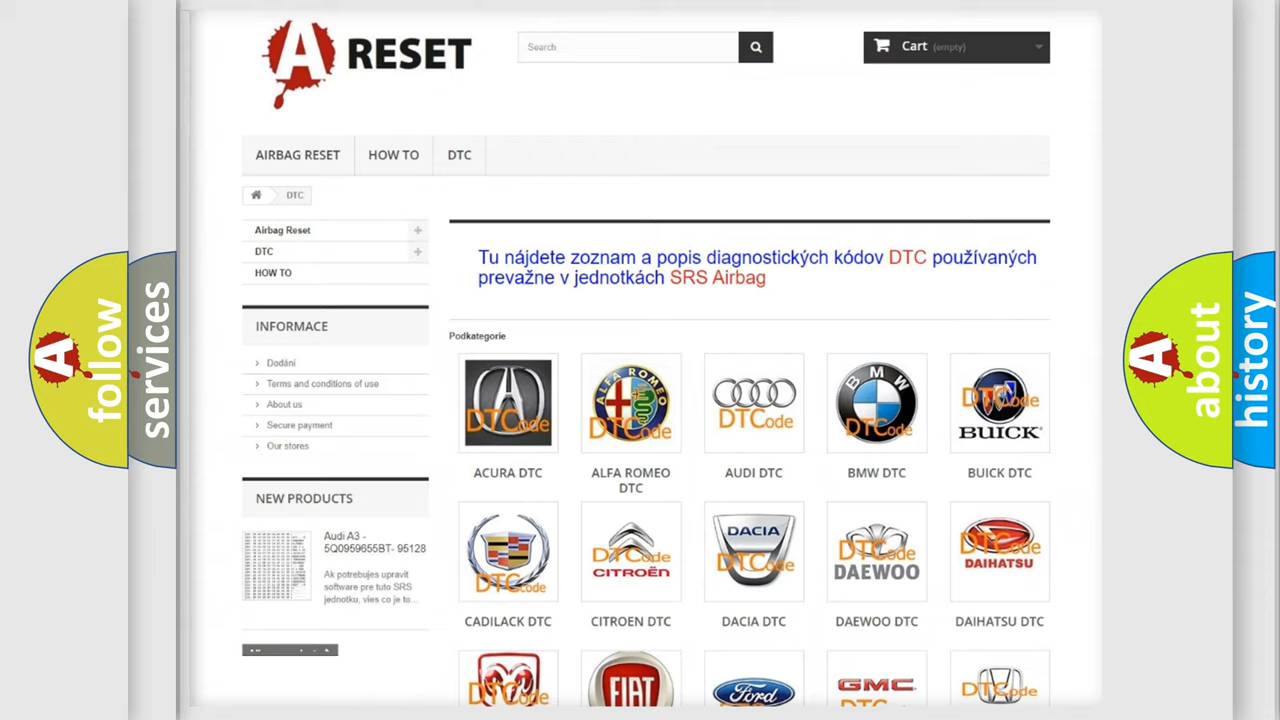 A RESET
Search
Cart (empty)
AIRBAG RESET
HOW TO
DTC
DTC
Airbag Reset
DTC
HOW TO
Tu nájdete zoznam a popis diagnostických kódov DTC používaných
prevažne v jednotkách SRS Airbag
INFORMACE
Dodání
Terms and conditions of use
About us
Secure payment
Our stores
NEW PRODUCTS
Audi A3 -
5Q0959655BT- 95128
Ak potrebujes upravit
software pre tuto SRS
jednotku, vies co je to...
Podkategorie
DTCode
ALFA ROMEO
DTCode
DTCode
BMW
DTCode
DTCode
BUICK
ACURA DTC
ALFA ROMEO
DTC
AUDI DTC
BMW DTC
BUICK DTC
DTCode
DTCode
CITROËN
DACIA
DTCode
DTCode
DAEWOO
DTCode
DAIHATSU
CADILACK DTC
CITROEN DTC
DACIA DTC
DAEWOO DTC
DAIHATSU DTC
DTCode
FIAT
Ford
DTCode
GMC
DTCode
A follow
services
A about
history